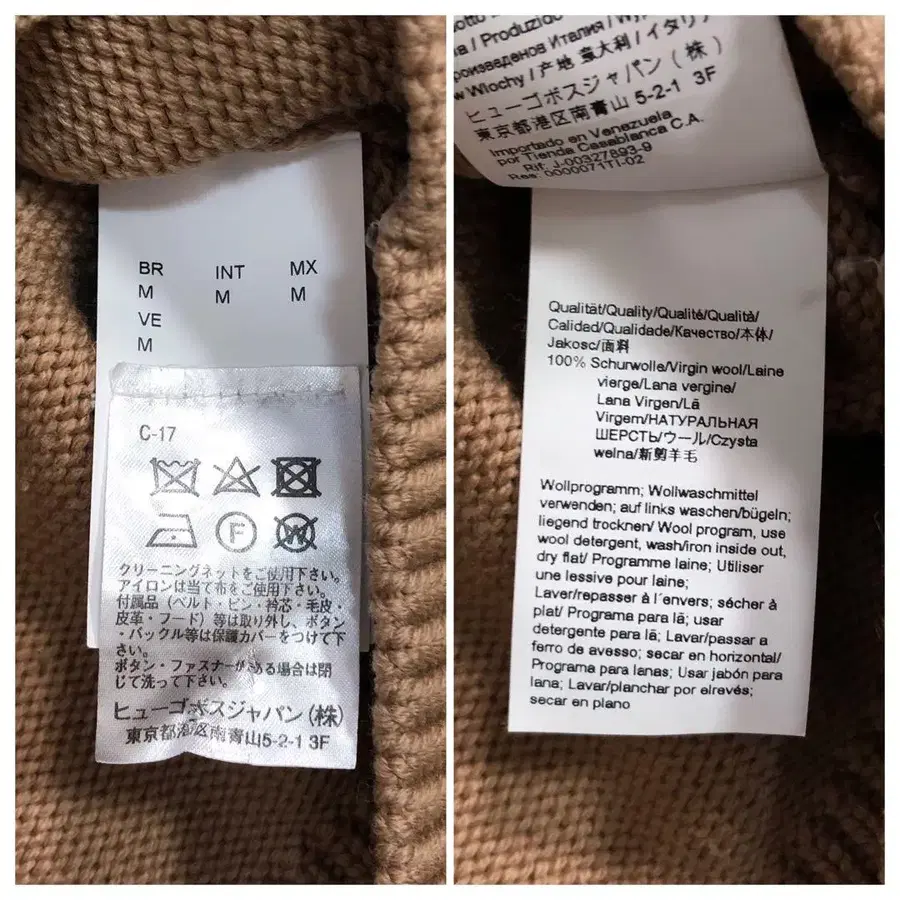 BR INT MX
M M M
VE
M
C-17
F
W
クリーニングネットをご使用下さい。
アイロンは当て布をご使用下さい。
付属品(ベルト・ピン・衿芯・毛皮・
皮革・フード)等は取り外し、ボタン
・バックル等は保護カバーをつけて下
さい。
ボタン・ファスナーがある場合は閉
じて洗って下さい。
ヒューゴボスジャパン(株)
東京都港区南青山5-2-1 3F
/ Produzido
Италия /
Wlochy / 产地 意大利 / イタリア
ヒューゴボスジャパン(株)
東京都港区南青山 5-2-1 3F
Importado en Venezuela
por Tienda Casablanca C.A.
Rif. J-00327893-9
Res. 0000071TI-02
Qualität/Quality/Qualité/Qualità/
Calidad/Qualidade/Качество/本体/
Jakosc/面料
100% Schurwolle/Virgin wool/Laine
vierge/Lana vergine/
Lana Virgen/Lã
Virgem/НАТУРАЛЬНАЯ
ШЕРСТЬ/ウール/Czysta
welna/新剪羊毛
Wollprogramm; Wollwaschmittel
verwenden; auf links waschen/bügeln;
liegend trocknen/ Wool program, use
wool detergent, wash/iron inside out,
dry flat/ Programme laine; Utiliser
une lessive pour laine;
Laver/repasser à l´envers; sécher à
plat/ Programa para lã; usar
detergente para lã; Lavar/passar a
ferro de avesso; secar en horizontal/
Programa para lanas; Usar jabón para
lana; Lavar/planchar por elrevés;
secar en plano